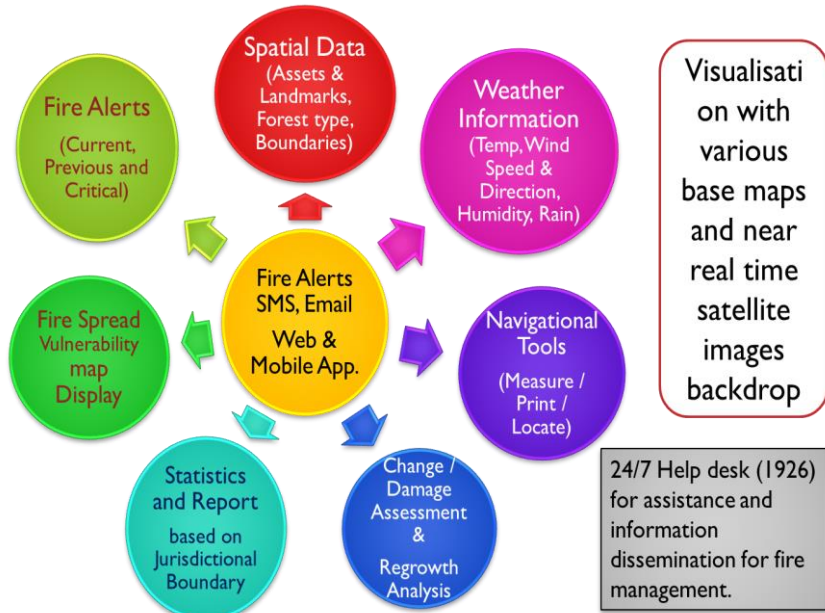 Spatial Data
(Assets &
Landmarks,
Forest type,
Boundaries)
Fire Alerts
(Current,
Previous and
Critical)
Weather
Information
(Temp, Wind
Speed &
Direction,
Humidity, Rain)
Fire Alerts
SMS, Email
Web &
Mobile App.
Fire Spread
Vulnerability
map
Display
Navigational
Tools
(Measure /
Print /
Locate)
Statistics
and Report
based on
Jurisdictional
Boundary
Change /
Damage
Assessment
&
Regrowth
Analysis
Visualisati
on with
various
base maps
and near
real time
satellite
images
backdrop
24/7 Help desk (1926)
for assistance and
information
dissemination for fire
management.